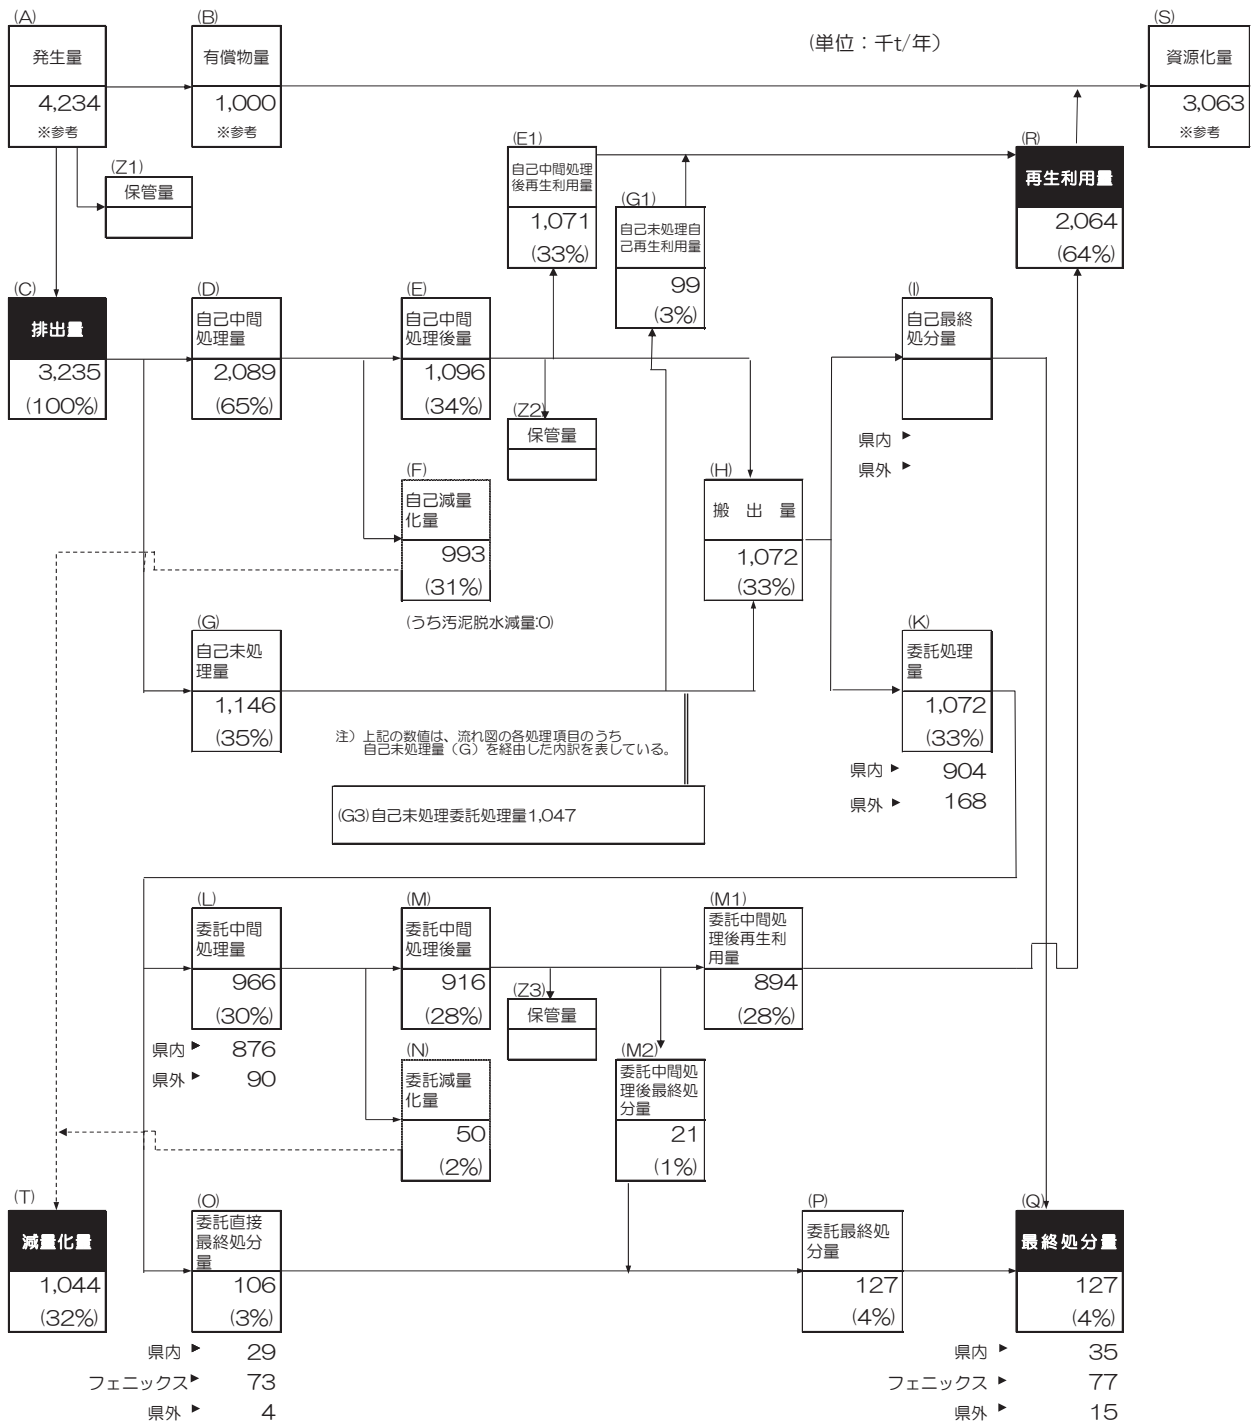 (A)
発生量
4,234
※参考
(B)
有償物量
1,000
※参考
(単位：千t/年)
(S)
資源化量
3,063
※参考
(Z1)
保管量
(E1)
自己中間処理
後再生利用量
1,071
(33%)
(G1)
自己未処理自
己再生利用量
99
(3%)
(R)
再生利用量
2,064
(64%)
(C)
排出量
3,235
(100%)
(D)
自己中間
処理量
2,089
(65%)
(E)
自己中間
処理後量
1,096
(34%)
(Z2)
保管量
(I)
自己最終
処分量
県内 ▶
県外 ▶
(F)
自己減量
化量
993
(31%)
(うち汚泥脱水減量:0)
(H)
搬 出 量
1,072
(33%)
(G)
自己未処
理量
1,146
(35%)
(K)
委託処理
量
1,072
(33%)
県内 ▶ 904
県外 ▶ 168
注）上記の数値は、流れ図の各処理項目のうち
自己未処理量（G）を経由した内訳を表している。
(G3)自己未処理委託処理量1,047
(L)
委託中間
処理量
966
(30%)
県内 ▶ 876
県外 ▶ 90
(M)
委託中間
処理後量
916
(28%)
(Z3)
保管量
(M1)
委託中間処
理後再生利
用量
894
(28%)
(N)
委託減量
化量
50
(2%)
(M2)
委託中間処
理後最終処
分量
21
(1%)
(T)
減量化量
1,044
(32%)
(O)
委託直接
最終処分
量
106
(3%)
県内 ▶ 29
フェニックス ▶ 73
県外 ▶ 4
(P)
委託最終処
分量
127
(4%)
(Q)
最終処分量
127
(4%)
県内 ▶ 35
フェニックス ▶ 77
県外 ▶ 15